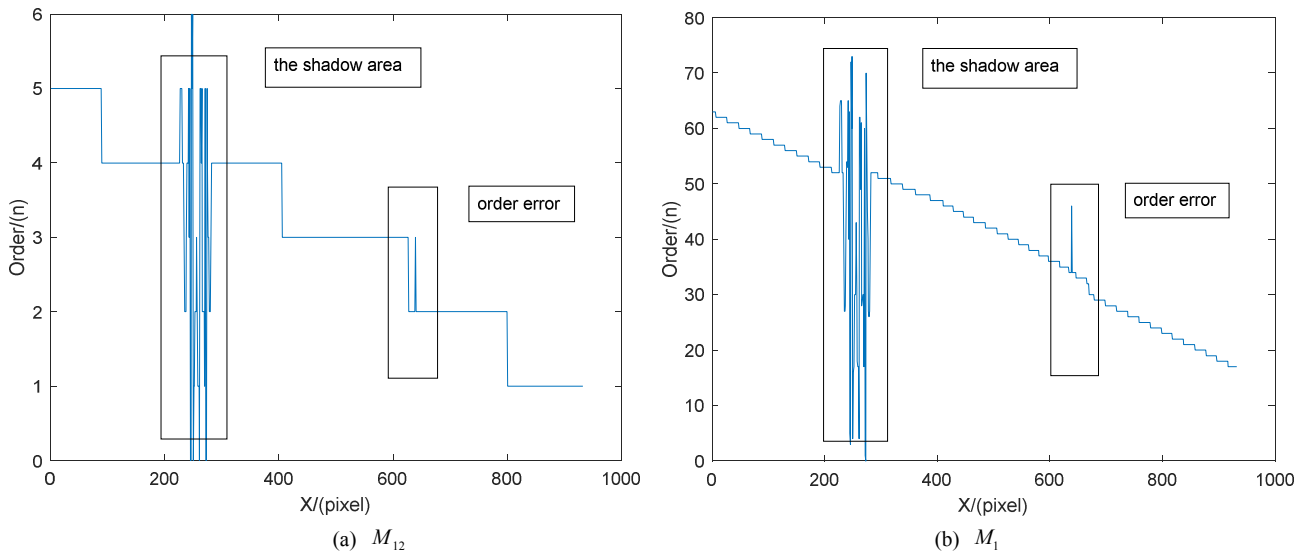 6
5
4
3
2
1
0
Order/(n)
the shadow area
order error
0 200 400 600 800 1000
X/(pixel)
(a) M12
80
70
60
50
40
30
20
10
0
Order/(n)
the shadow area
order error
0 200 400 600 800 1000
X/(pixel)
(b) M1